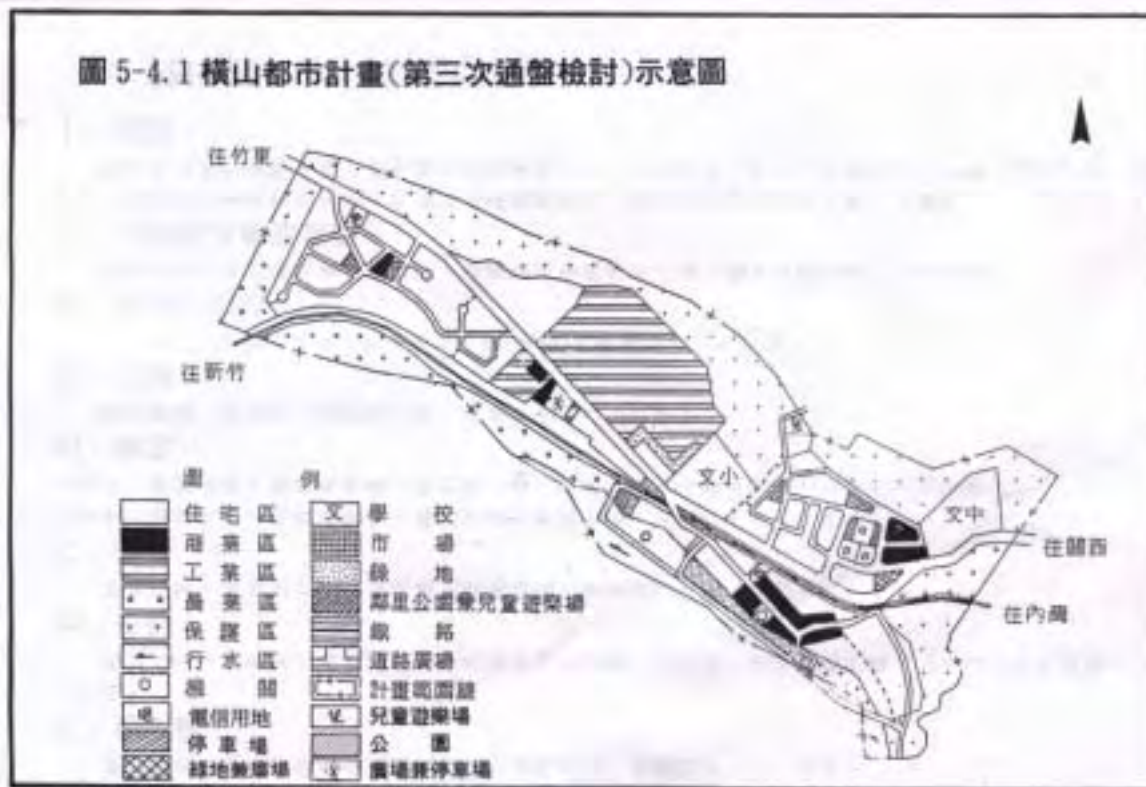 圖 5-4.1 橫山都市計畫(第三次通盤檢討)示意圖
往竹東
往新竹
文小
文中
往關西
往內灣
圖 例
住宅區 文 學校
商業區 市場
工業區 綠地
農業區 鄰里公園兼兒童遊樂場
保護區 鐵路
行水區 道路廣場
機關 計畫範圍線
電信用地 兒童遊樂場
停車場 公園
綠地兼廣場 廣場兼停車場